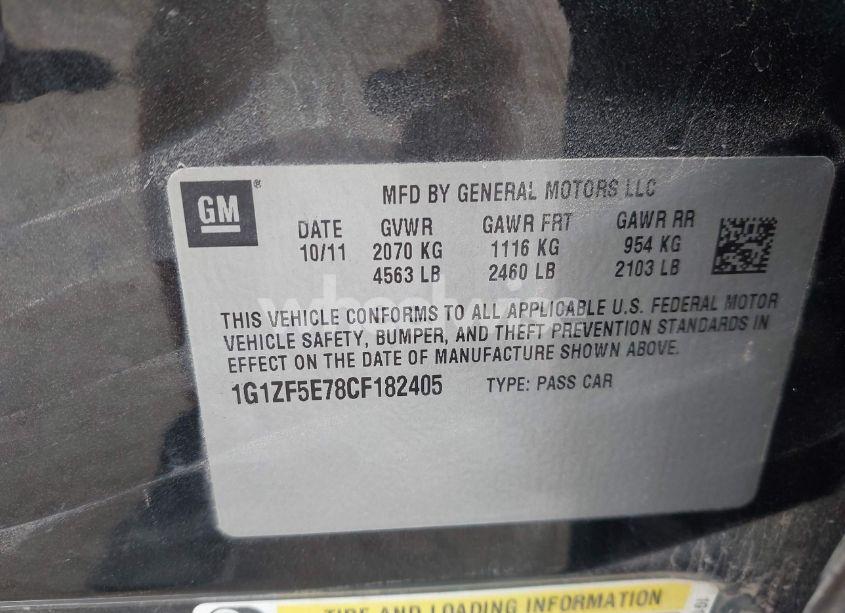 GM ®
MFD BY GENERAL MOTORS LLC
DATE GVWR GAWR FRT GAWR RR
10/11 2070 KG 1116 KG 954 KG
4563 LB 2460 LB 2103 LB
THIS VEHICLE CONFORMS TO ALL APPLICABLE U.S. FEDERAL MOTOR
VEHICLE SAFETY, BUMPER, AND THEFT PREVENTION STANDARDS IN
EFFECT ON THE DATE OF MANUFACTURE SHOWN ABOVE.
1G1ZF5E78CF182405 TYPE: PASS CAR
TIRE AND LOADING INFORMATION